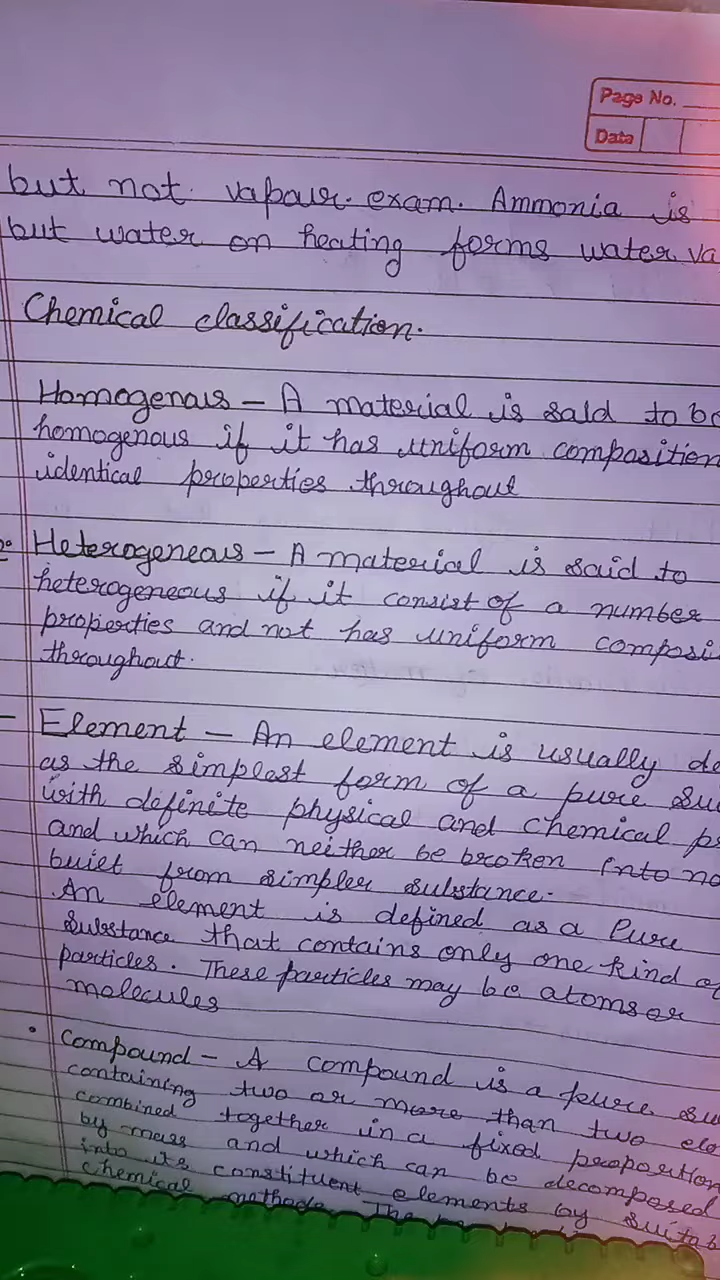 Page No.
Date
but not vapour. exam. Ammonia is
but water on heating forms water va
Chemical classification.
Homogenous - A material is said to be
homogenous if it has uniform composition
identical properties throughout
Heterogeneous - A material is said to
heterogeneous if it consist of a number
properties and not has uniform composi
throughout.
Element - An element is usually de
as the simplest form of a pure su
with definite physical and chemical p
and which can neither be broken into no
built from simpler substance.
An element is defined as a Pure
substance that contains only one kind of
particles. These particles may be atoms or
molecules
Compound - A compound is a pure su
containing two or more than two ele
combined together in a fixed proportion
by mass and which can be decomposed
into its constituent elements by suitab
chemical methods. The